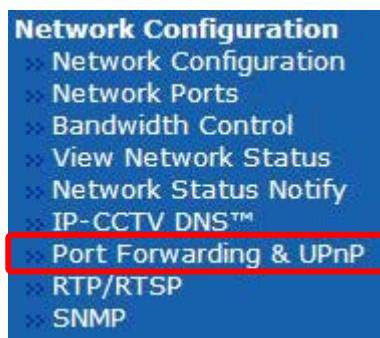 Network Configuration
» Network Configuration
» Network Ports
» Bandwidth Control
» View Network Status
» Network Status Notify
» IP-CCTV DNS™
» Port Forwarding & UPnP
» RTP/RTSP
» SNMP